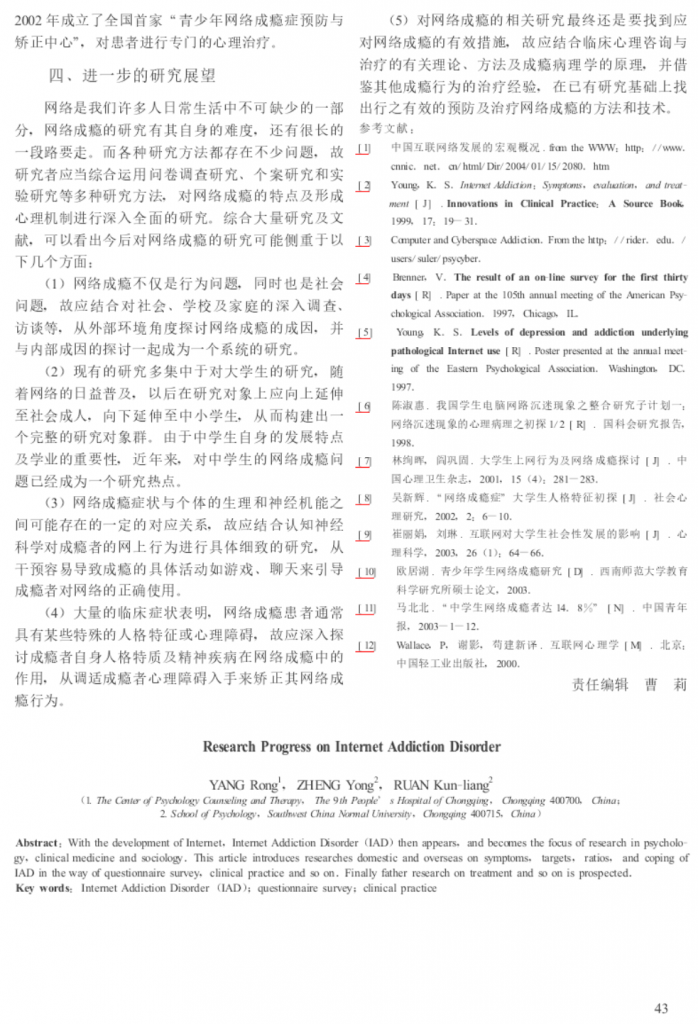 2002 年成立了全国首家“青少年网络成瘾症预防与
矫正中心”，对患者进行专门的心理治疗。
四、进一步的研究展望
网络是我们许多人日常生活中不可缺少的一部
分，网络成瘾的研究有其自身的难度，还有很长的
一段路要走。而各种研究方法都存在不少问题，故
研究者应当综合运用问卷调查研究、个案研究和实
验研究等多种研究方法，对网络成瘾的特点及形成
心理机制进行深入全面的研究。综合大量研究及文
献，可以看出今后对网络成瘾的研究可能侧重于以
下几个方面：
（1）网络成瘾不仅是行为问题，同时也是社会
问题，故应结合对社会、学校及家庭的深入调查、
访谈等，从外部环境角度探讨网络成瘾的成因，并
与内部成因的探讨一起成为一个系统的研究。
（2）现有的研究多集中于对大学生的研究，随
着网络的日益普及，以后在研究对象上应向上延伸
至社会成人，向下延伸至中小学生，从而构建出一
个完整的研究对象群。由于中学生自身的发展特点
及学业的重要性，近年来，对中学生的网络成瘾问
题已经成为一个研究热点。
（3）网络成瘾症状与个体的生理和神经机能之
间可能存在的一定的对应关系，故应结合认知神经
科学对成瘾者的网上行为进行具体细致的研究，从
干预容易导致成瘾的具体活动如游戏、聊天来引导
成瘾者对网络的正确使用。
（4）大量的临床症状表明，网络成瘾患者通常
具有某些特殊的人格特征或心理障碍，故应深入探
讨成瘾者自身人格特质及精神疾病在网络成瘾中的
作用，从调适成瘾者心理障碍入手来矫正其网络成
瘾行为。
（5）对网络成瘾的相关研究最终还是要找到应
对网络成瘾的有效措施，故应结合临床心理咨询与
治疗的有关理论、方法及成瘾病理学的原理，并借
鉴其他成瘾行为的治疗经验，在已有研究基础上找
出行之有效的预防及治疗网络成瘾的方法和技术。
参考文献：
[1] 中国互联网络发展的宏观概况．from the WWW：http：//www．
cnnic．net．cn/html/Dir/2004/01/15/2080．htm
[2] Young，K．S．Internet Addiction：Symptoms，evaluation，and treat-
ment［J］．Innovations in Clinical Practice：A Source Book，
1999，17：19－31．
[3] Computer and Cyberspace Addiction．From the http：//rider．edu．/
users/suler/psycyber．
[4] Brenner，V．The result of an on-line survey for the first thirty
days［R］．Paper at the 105th annual meeting of the American Psy-
chological Association．1997，Chicago，IL．
[5] Young，K．S．Levels of depression and addiction underlying
pathological Internet use［R］．Poster presented at the annual meet-
ing of the Eastern Psychological Association．Washington，DC．
1997．
[6] 陈淑惠．我国学生电脑网路沉迷现象之整合研究子计划一：
网络沉迷现象的心理病理之初探1/2［R］．国科会研究报告，
1998．
[7] 林绚晖，阎巩固．大学生上网行为及网络成瘾探讨［J］．中
国心理卫生杂志，2001，15（4）：281－283．
[8] 吴新辉．“网络成瘾症”大学生人格特征初探［J］．社会心
理研究，2002，2：6－10．
[9] 崔丽娟，刘琳．互联网对大学生社会性发展的影响［J］．心
理科学，2003，26（1）：64－66．
[10] 欧居湖．青少年学生网络成瘾研究［D］．西南师范大学教育
科学研究所硕士论文，2003．
[11] 马北北．“中学生网络成瘾者达 14．8%”［N］．中国青年
报，2003－1－12．
[12] Wallace，P，谢影，苟建新译．互联网心理学［M］．北京：
中国轻工业出版社，2000．
责任编辑 曹 莉
Research Progress on Internet Addiction Disorder
YANG Rong1，ZHENG Yong2，RUAN Kun-liang2
（1．The Center of Psychology Counseling and Therapy，The 9th People's Hospital of Chongqing，Chongqing 400700，China；
2．School of Psychology，Southwest China Normal University，Chongqing 400715，China）
Abstract：With the development of Internet，Internet Addiction Disorder（IAD）then appears，and becomes the focus of research in psycholo-
gy，clinical medicine and sociology．This article introduces researches domestic and overseas on symptoms，targets，ratios，and coping of
IAD in the way of questionnaire survey，clinical practice and so on．Finally father research on treatment and so on is prospected．
Key words：Internet Addiction Disorder（IAD）；questionnaire survey；clinical practice
43